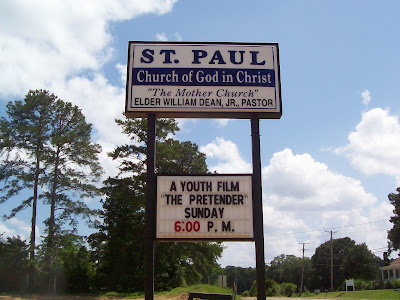 ST. PAUL
Church of God in Christ
"The Mother Church"
ELDER WILLIAM DEAN, JR., PASTOR
A YOUTH FILM
"THE PRETENDER"
SUNDAY
6:00 P. M.